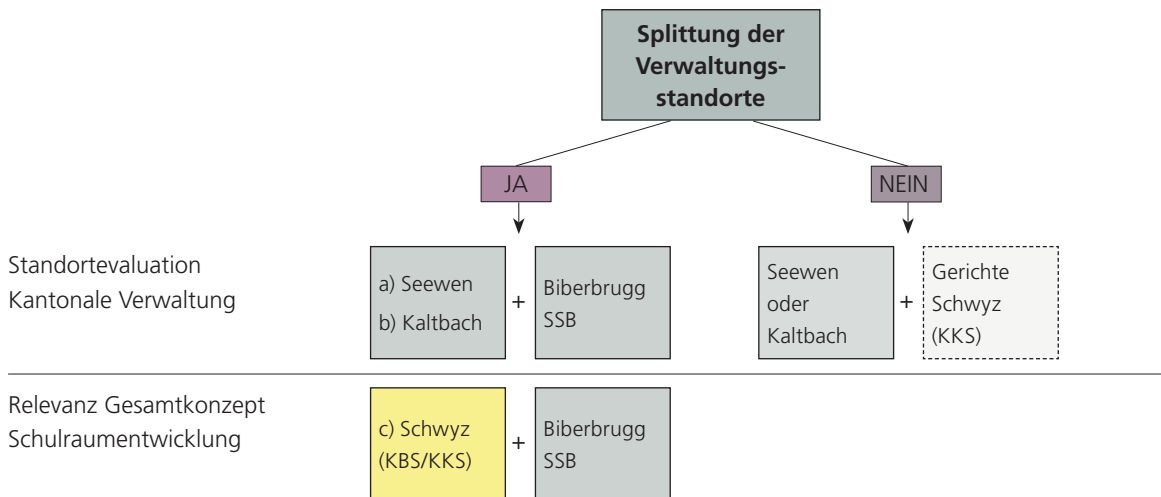 Splittung der
Verwaltungs-
standorte
JA
NEIN
Standortevaluation
Kantonale Verwaltung
a) Seewen
b) Kaltbach
+
Biberbrugg
SSB
Seewen
oder
Kaltbach
+
Gerichte
Schwyz
(KKS)
Relevanz Gesamtkonzept
Schulraumentwicklung
c) Schwyz
(KBS/KKS)
+
Biberbrugg
SSB